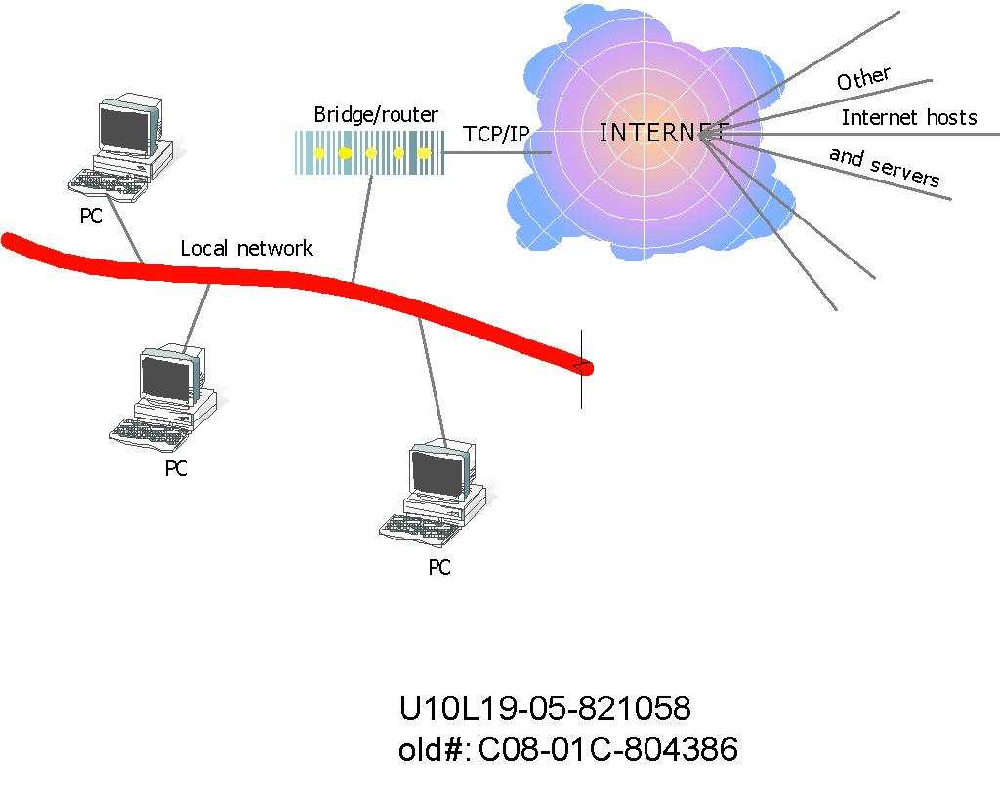 Other
Bridge/router
Internet hosts
TCP/IP
INTERNET
and servers
PC
Local network
PC
PC
U10L19-05-821058
old#: C08-01C-804386